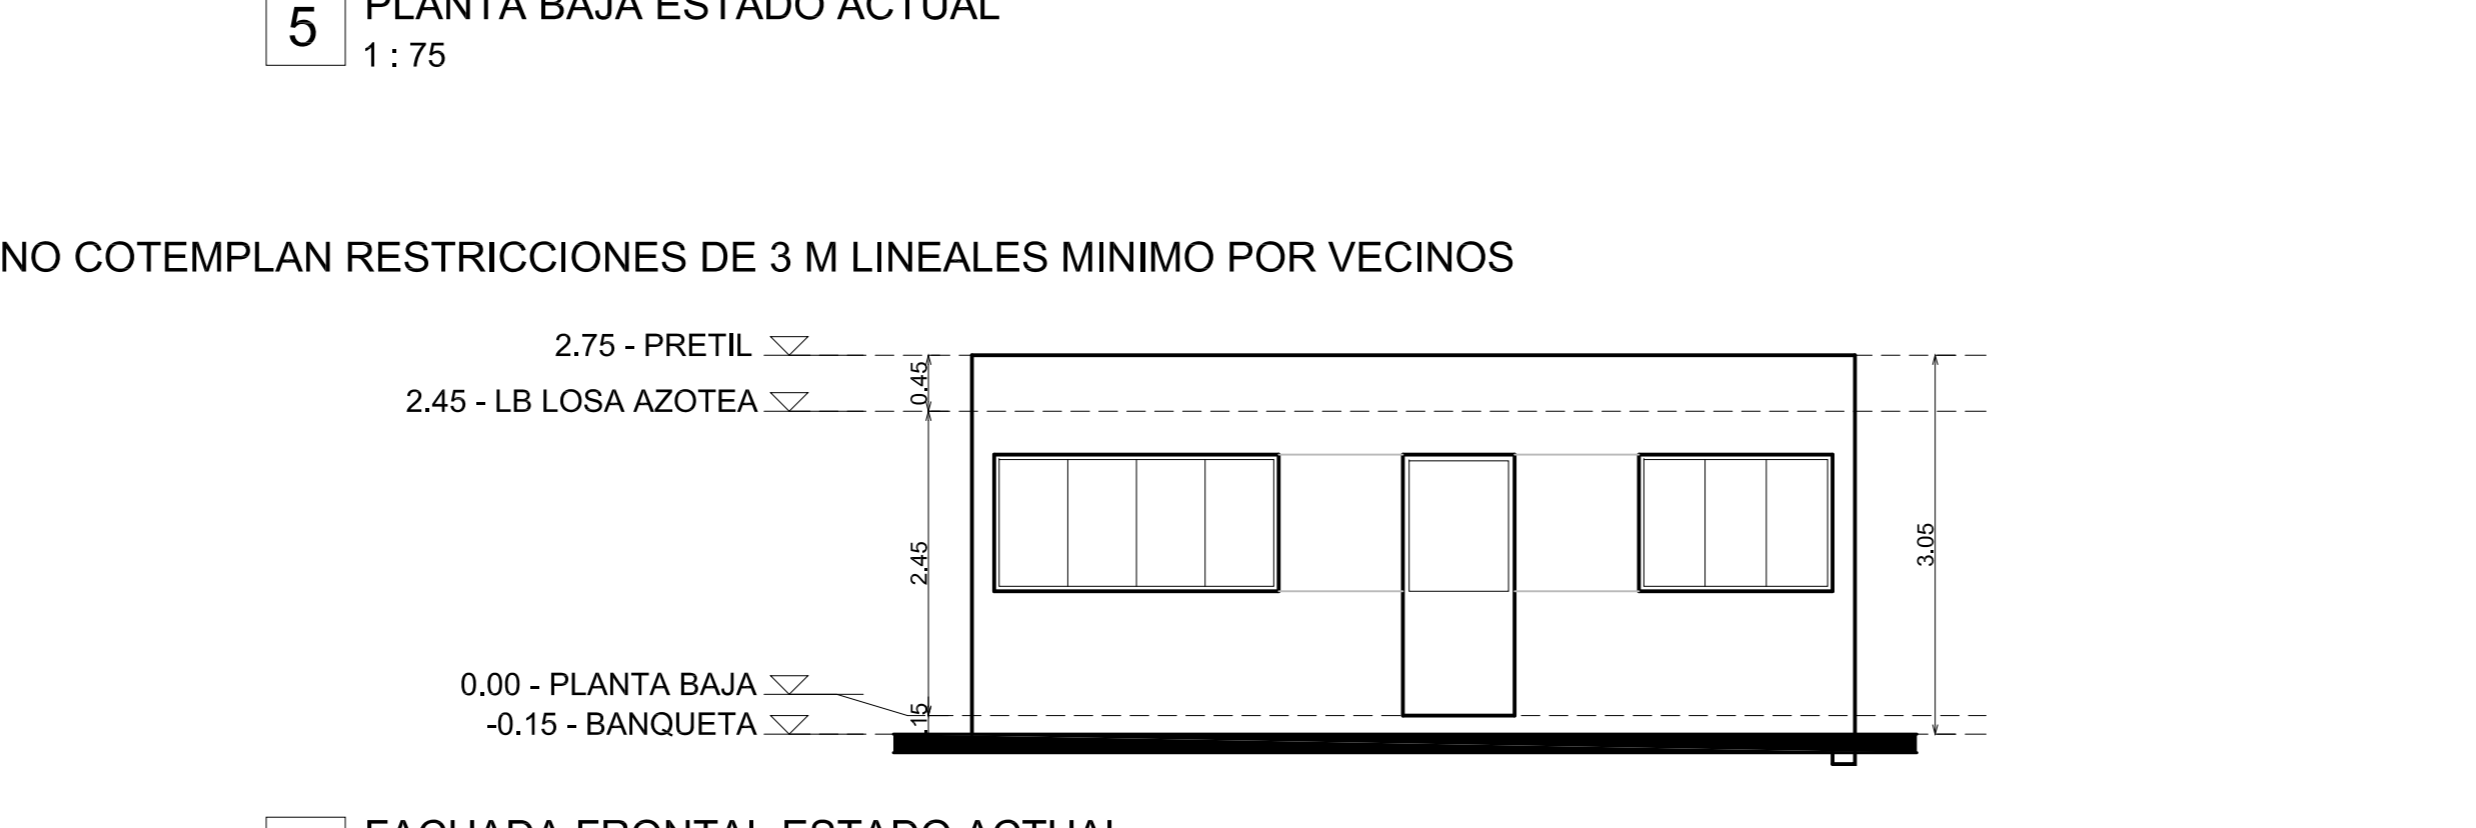 5
PLANTA BAJA ESTADO ACTUAL
1 : 75
NO COTEMPLAN RESTRICCIONES DE 3 M LINEALES MINIMO POR VECINOS
2.75 - PRETIL
0.45
2.45 - LB LOSA AZOTEA
2.45
3.05
0.00 - PLANTA BAJA
.15
-0.15 - BANQUETA
FACHADA FRONTAL ESTADO ACTUAL